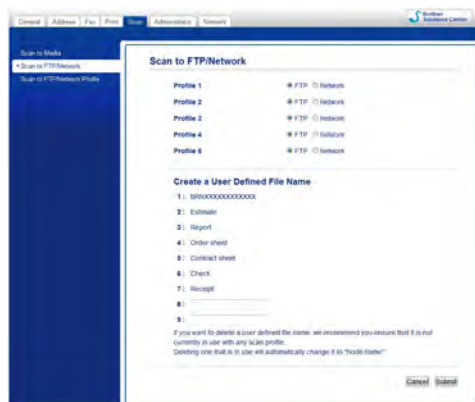 General Address Fax Print Scan Administrator Network
Brother
Solutions Center
Scan to Media
Scan to FTP/Network
Scan to FTP/Network Profile
Scan to FTP/Network
Profile 1 FTP Network
Profile 2 FTP Network
Profile 3 FTP Network
Profile 4 FTP Network
Profile 5 FTP Network
Create a User Defined File Name
1 : BRNXXXXXXXXXXXX
2 : Estimate
3 : Report
4 : Order sheet
5 : Contract sheet
6 : Check
7 : Receipt
8 :
9 :
If you want to delete a user defined file name, we recommend you ensure that it is not
currently in use with any scan profile.
Deleting one that is in use will automatically change it to "Node name"
Cancel Submit